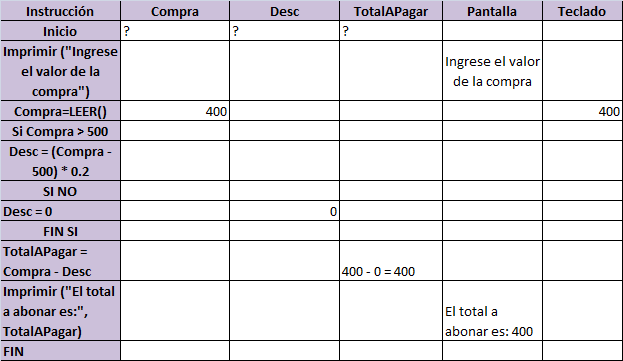 Instrucción Compra Desc TotalAPagar Pantalla Teclado
Inicio ? ? ?
Imprimir ("Ingrese
el valor de la
compra")
Ingrese el valor
de la compra
Compra=LEER() 400 400
Si Compra > 500
Desc = (Compra -
500) * 0.2
SI NO
Desc = 0 0
FIN SI
TotalAPagar =
Compra - Desc
400 - 0 = 400
Imprimir ("El total
a abonar es:",
TotalAPagar)
El total a
abonar es: 400
FIN